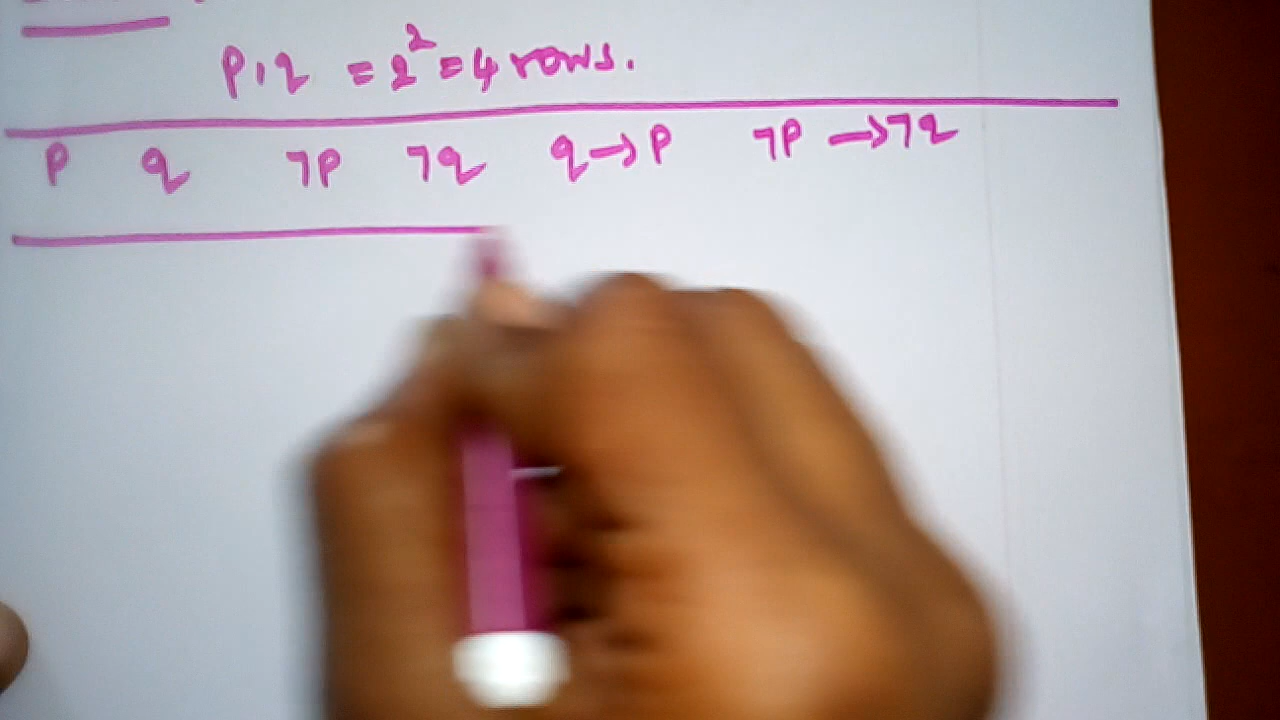 P, q = 2² = 4 rows.
P q ¬P ¬q q→P ¬P →¬q